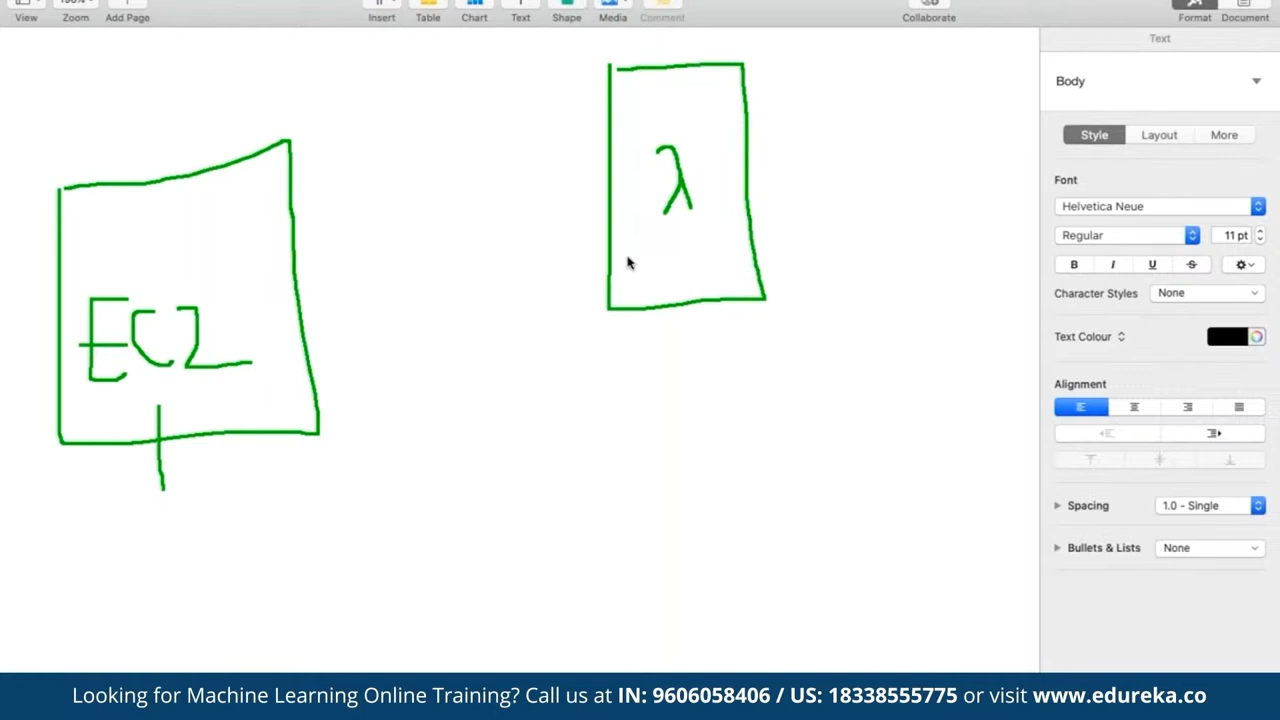 View
Zoom
Add Page
Insert
Table
Chart
Text
Shape
Media
Comment
Collaborate
Format
Document
Text
Body
Style
Layout
More
Font
Helvetica Neue
Regular
11 pt
B I U S
Character Styles
None
Text Colour
Alignment
Spacing
1.0 - Single
Bullets & Lists
None
λ
EC2
Looking for Machine Learning Online Training? Call us at IN: 9606058406 / US: 18338555775 or visit www.edureka.co